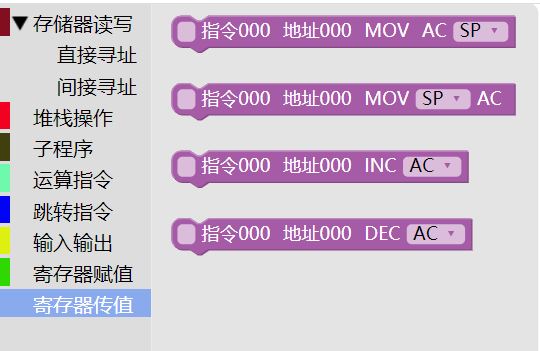 ▼存储器读写
直接寻址
间接寻址
堆栈操作
子程序
运算指令
跳转指令
输入输出
寄存器赋值
寄存器传值
指令000 地址000 MOV AC SP ▼
指令000 地址000 MOV SP ▼ AC
指令000 地址000 INC AC ▼
指令000 地址000 DEC AC ▼